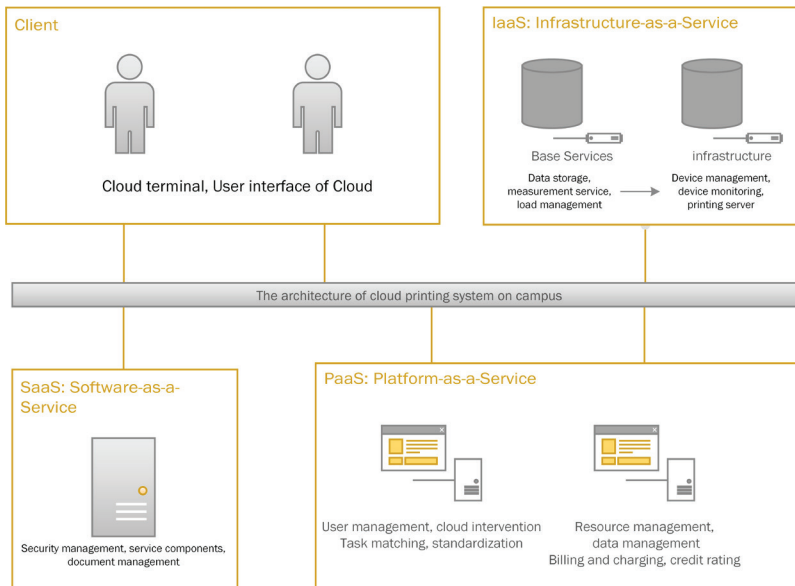 Client
Cloud terminal, User interface of Cloud
IaaS: Infrastructure-as-a-Service
Base Services
Data storage,
measurement service,
load management
infrastructure
Device management,
device monitoring,
printing server
The architecture of cloud printing system on campus
SaaS: Software-as-a-
Service
Security management, service components,
document management
PaaS: Platform-as-a-Service
User management, cloud intervention
Task matching, standardization
Resource management,
data management
Billing and charging, credit rating